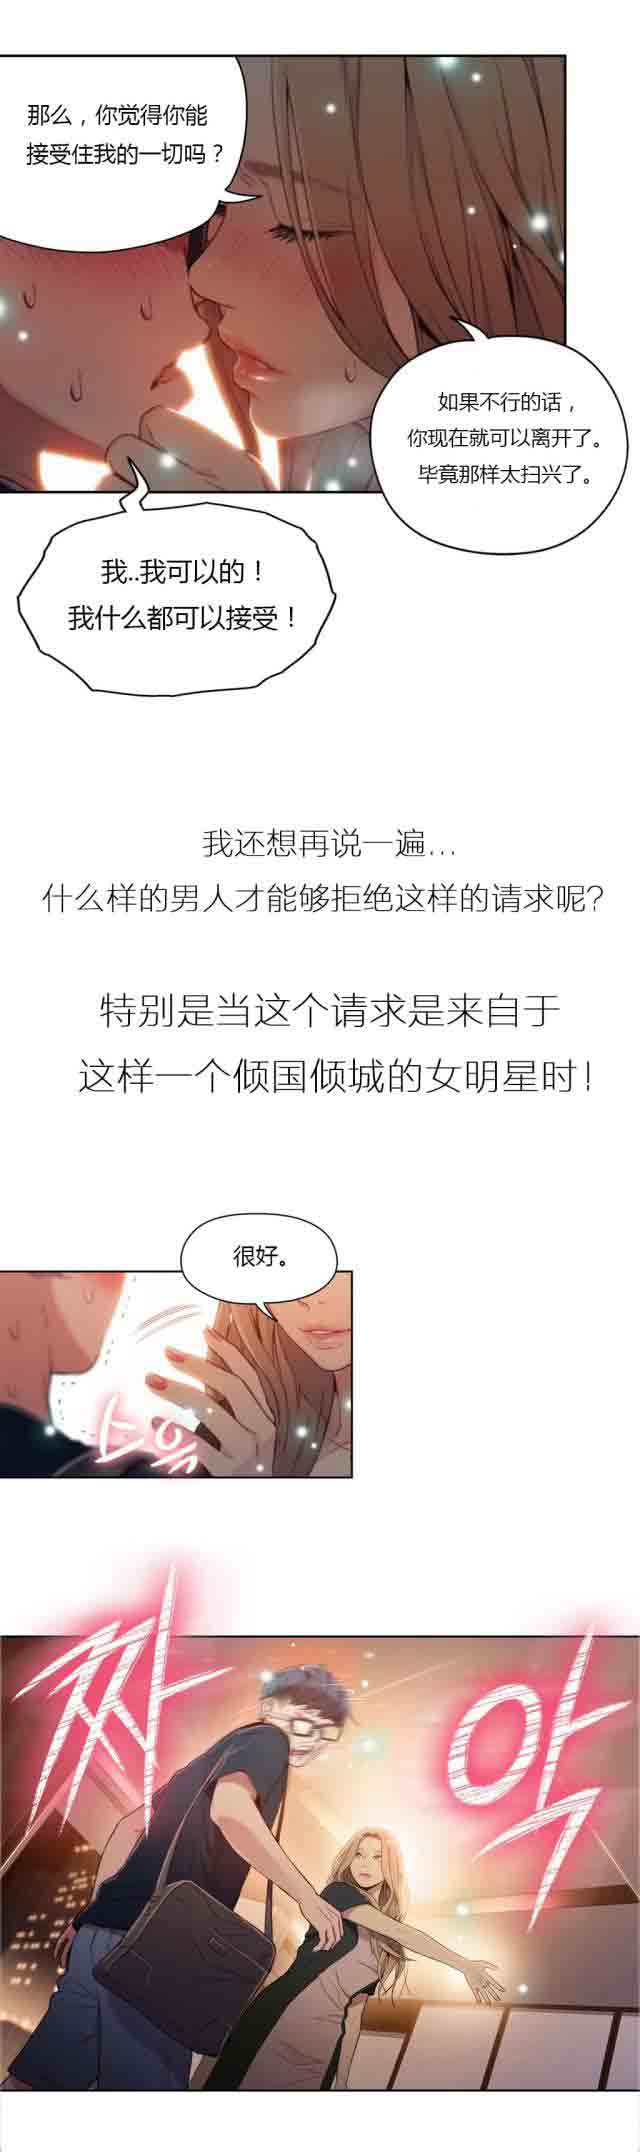 那么，你觉得你能
接受住我的一切吗？
如果不行的话，
你现在就可以离开了。
毕竟那样太扫兴了。
我..我可以的！
我什么都可以接受！
我还想再说一遍...
什么样的男人才能够拒绝这样的请求呢?
特别是当这个请求是来自于
这样一个倾国倾城的女明星时!
很好。
스윽
짜악